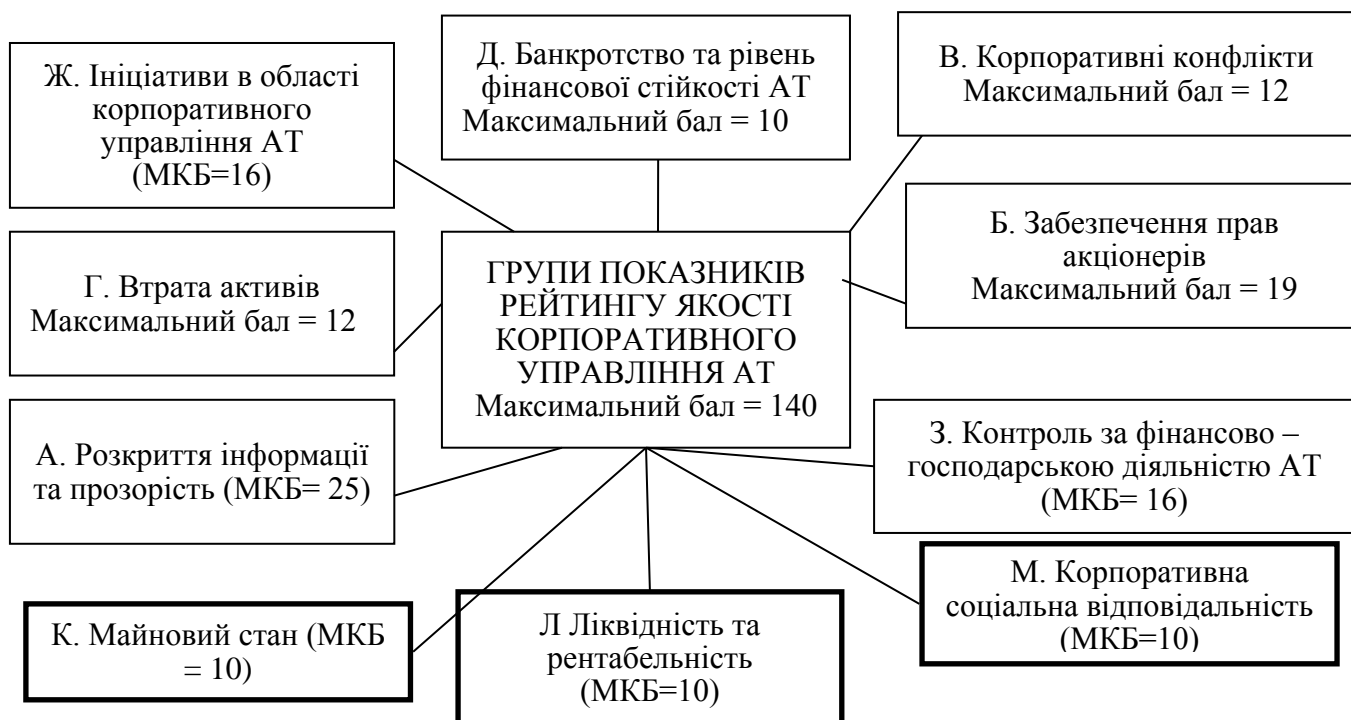 Ж. Ініціативи в області
корпоративного
управління АТ
(МКБ=16)
Д. Банкротство та рівень
фінансової стійкості АТ
Максимальний бал = 10
В. Корпоративні конфлікти
Максимальний бал = 12
Г. Втрата активів
Максимальний бал = 12
ГРУПИ ПОКАЗНИКІВ
РЕЙТИНГУ ЯКОСТІ
КОРПОРАТИВНОГО
УПРАВЛІННЯ АТ
Максимальний бал = 140
Б. Забезпечення прав
акціонерів
Максимальний бал = 19
А. Розкриття інформації
та прозорість (МКБ= 25)
З. Контроль за фінансово –
господарською діяльністю АТ
(МКБ= 16)
К. Майновий стан (МКБ
= 10)
Л Ліквідність та
рентабельність
(МКБ=10)
М. Корпоративна
соціальна відповідальність
(МКБ=10)